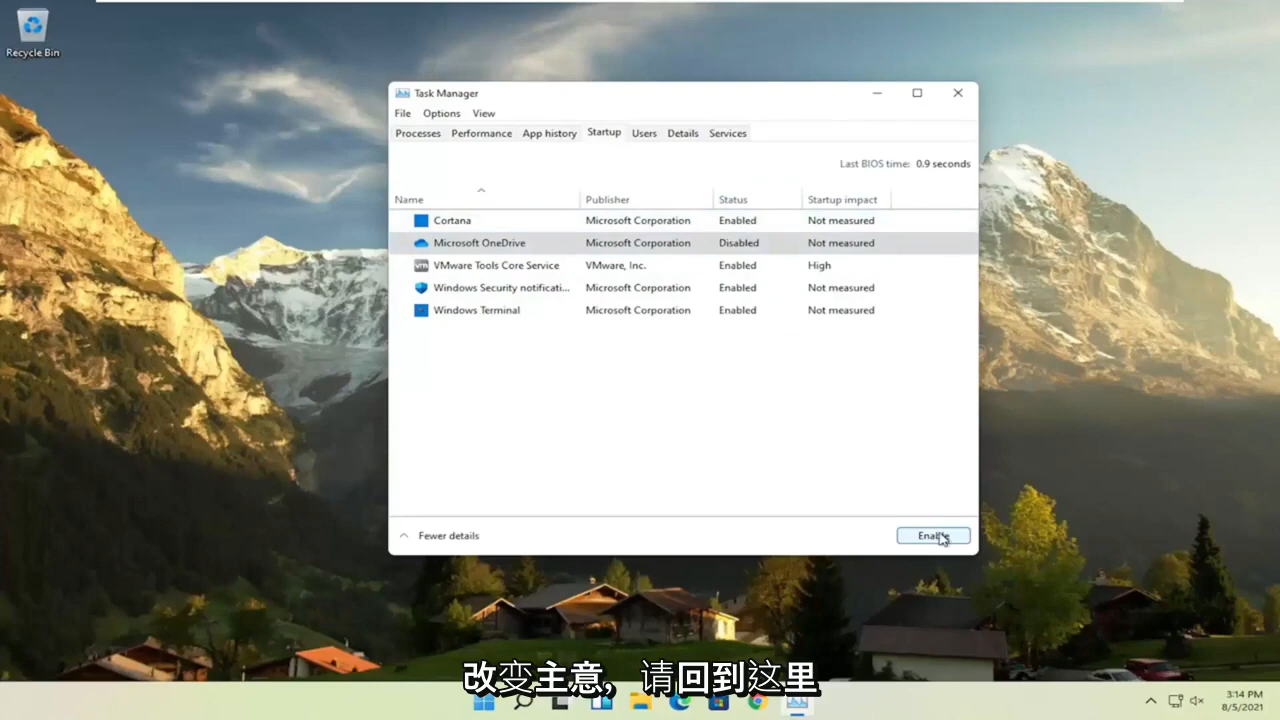 Recycle Bin
Task Manager
File Options View
Processes Performance App history Startup Users Details Services
Last BIOS time: 0.9 seconds
Name Publisher Status Startup impact
Cortana Microsoft Corporation Enabled Not measured
Microsoft OneDrive Microsoft Corporation Disabled Not measured
VMware Tools Core Service VMware, Inc. Enabled High
Windows Security notificati... Microsoft Corporation Enabled Not measured
Windows Terminal Microsoft Corporation Enabled Not measured
Fewer details Enable
改变主意，请回到这里
3:14 PM
8/5/2021